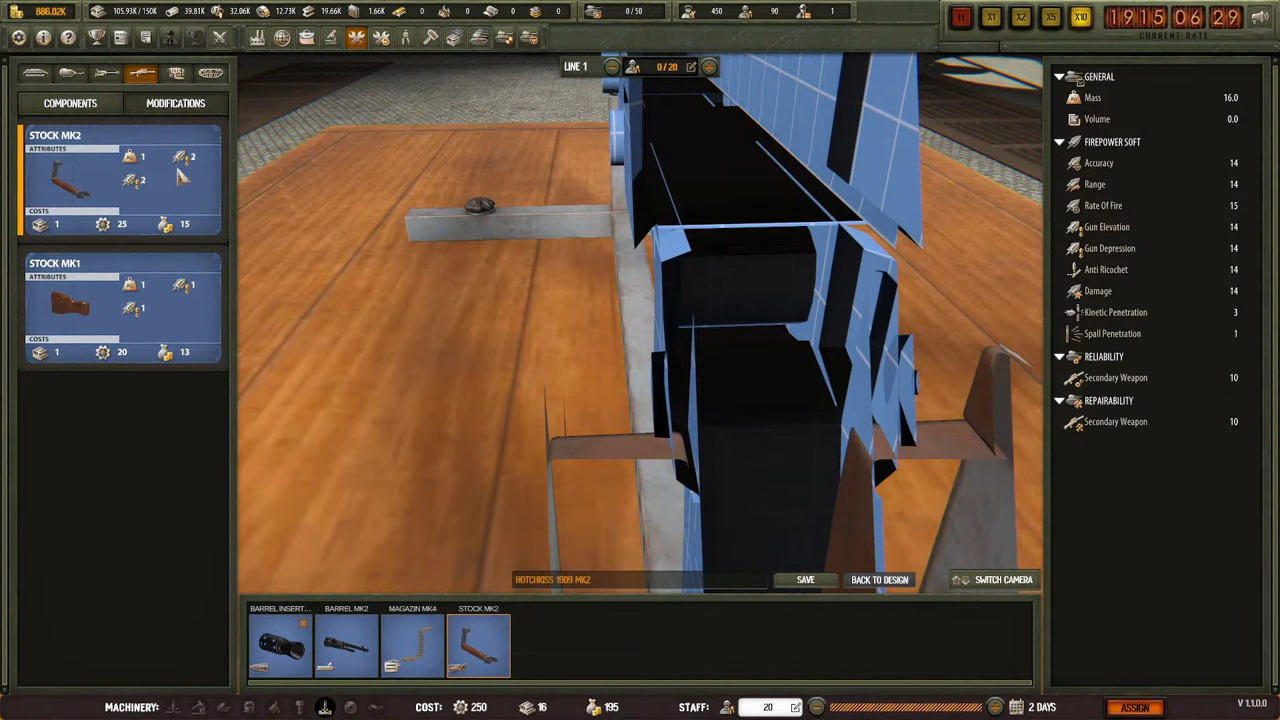 886.02K 105.93K / 150K 39.81K 32.06K 12.73K 19.66K 1.66K 0 0 0 0 0/50 450 90 1
X1 X2 X5 X10 1915 06 29
CURRENT DATE
LINE 1 0 / 20
COMPONENTS MODIFICATIONS
STOCK MK2
ATTRIBUTES
1 2
2
COSTS
1 25 15
STOCK MK1
ATTRIBUTES
1 1
1
COSTS
1 20 13
GENERAL
Mass 16.0
Volume 0.0
FIREPOWER SOFT
Accuracy 14
Range 14
Rate Of Fire 15
Gun Elevation 14
Gun Depression 14
Anti Ricochet 14
Damage 14
Kinetic Penetration 3
Spall Penetration 1
RELIABILITY
Secondary Weapon 10
REPAIRABILITY
Secondary Weapon 10
HOTCHKISS 1909 MK2 SAVE BACK TO DESIGN SWITCH CAMERA
BARREL INSERT... BARREL MK2 MAGAZIN MK4 STOCK MK2
MACHINERY: COST: 250 16 195 STAFF: 20 2 DAYS ASSIGN V 1.1.0.0